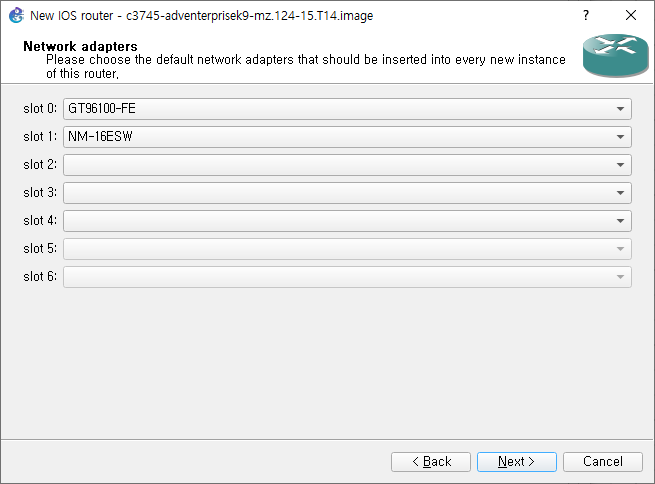 New IOS router - c3745-adventerprisek9-mz.124-15.T14.image
?
Network adapters
Please choose the default network adapters that should be inserted into every new instance
of this router.
slot 0: GT96100-FE
slot 1: NM-16ESW
slot 2:
slot 3:
slot 4:
slot 5:
slot 6:
< Back Next > Cancel